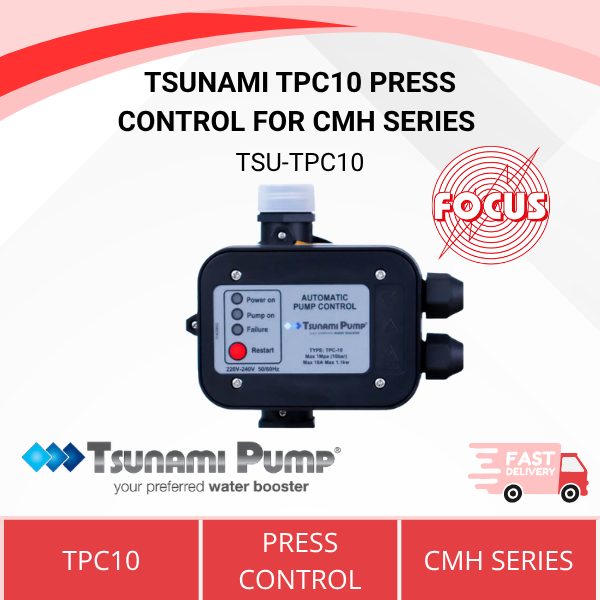 TSUNAMI TPC10 PRESS
CONTROL FOR CMH SERIES
TSU-TPC10
FOCUS
Power on
Pump on
Failure
Restart
220V-240V 50/60Hz
AUTOMATIC
PUMP CONTROL
TSUNAMI PUMP
TYPE: TPC-10
Max 1Mpa (10bar)
Max 10A Max 1.1kw
TSUNAMI PUMP®
your preferred water booster
FAST
DELIVERY
TPC10
PRESS
CONTROL
CMH SERIES